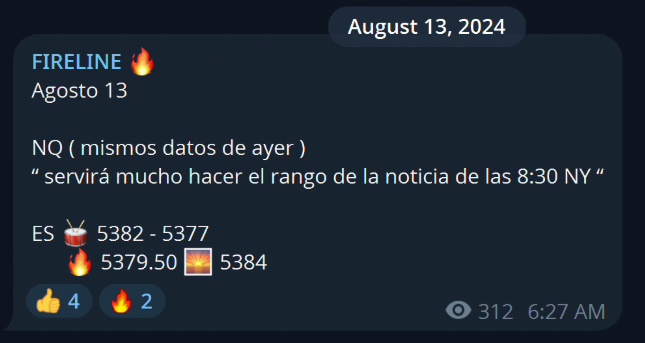 August 13, 2024
FIRELINE 🔥
Agosto 13
NQ ( mismos datos de ayer )
“ servirá mucho hacer el rango de la noticia de las 8:30 NY “
ES 🥁 5382 - 5377
🔥 5379.50 🌅 5384
👍 4 🔥 2 312 6:27 AM